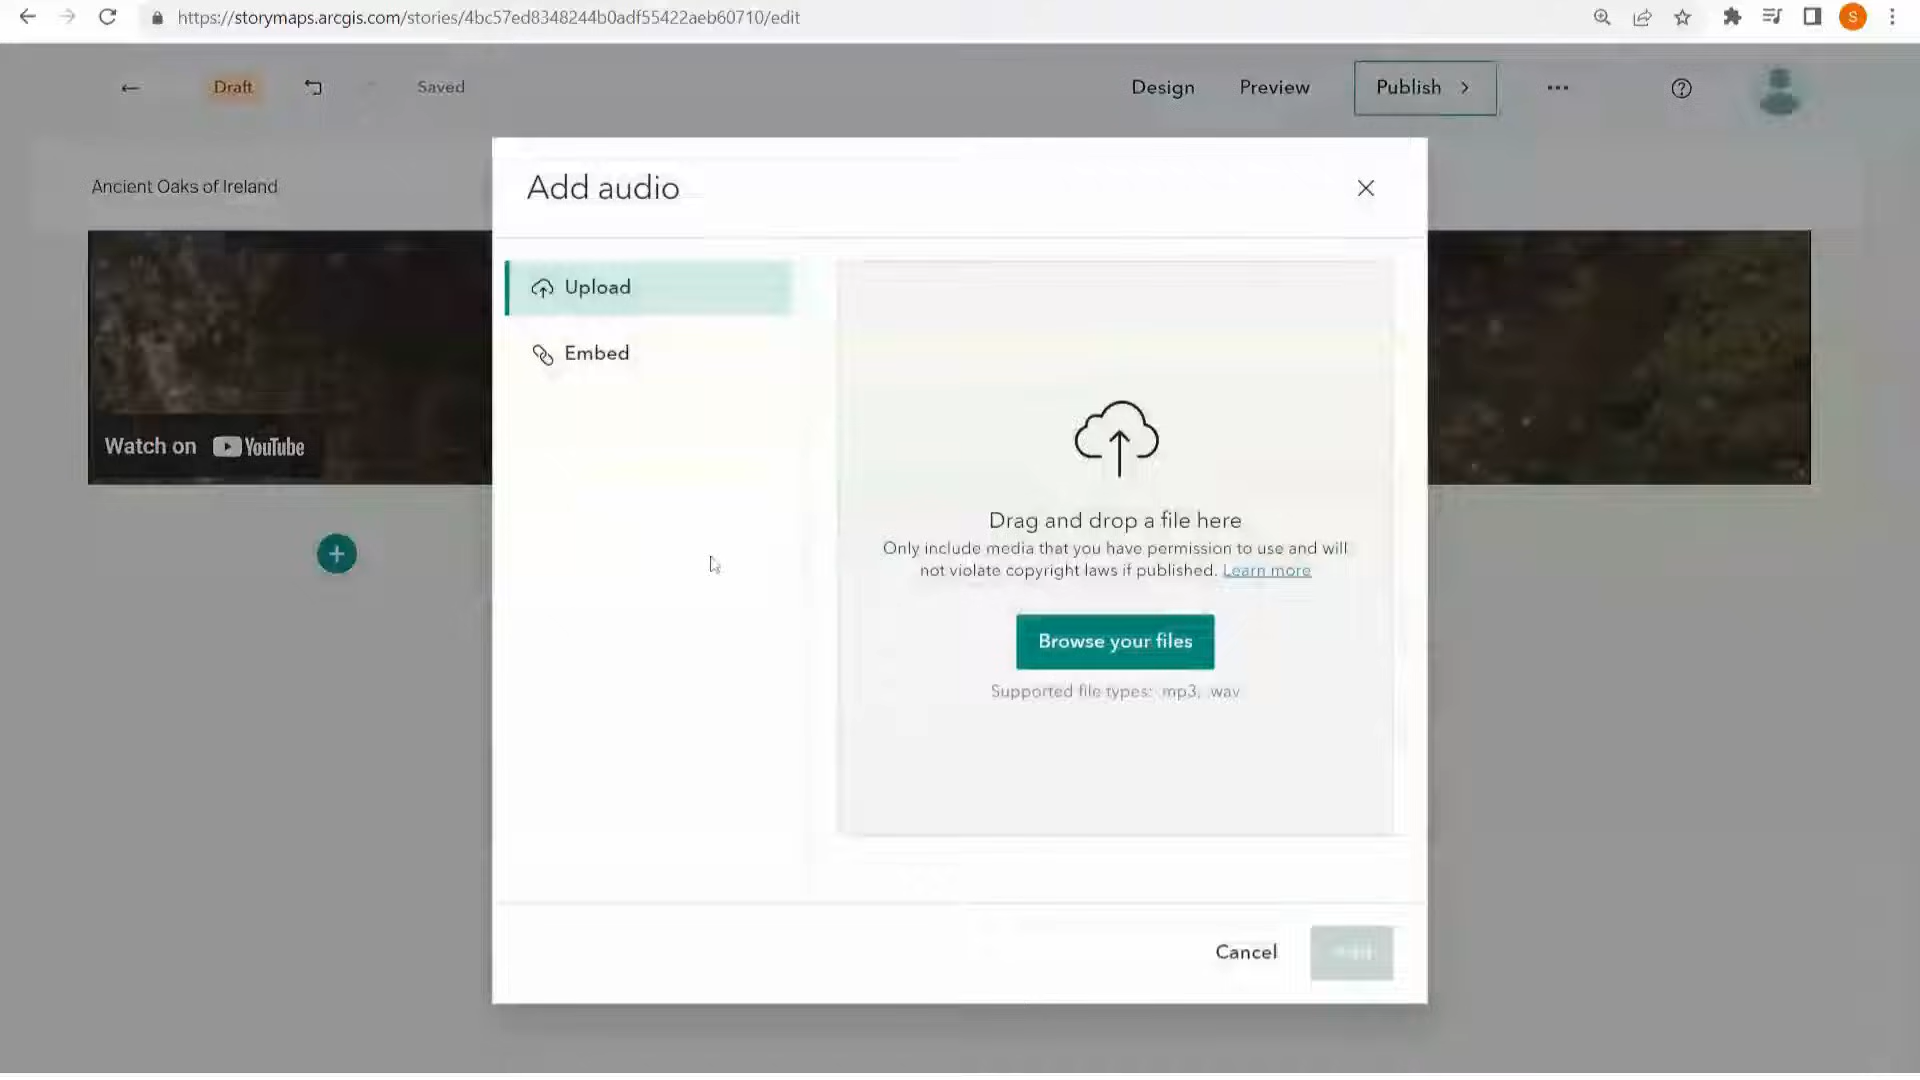 https://storymaps.arcgis.com/stories/4bc57ed8348244b0adf55422aeb60710/edit
S
Draft
Saved
Design
Preview
Publish
Ancient Oaks of Ireland
Add audio
Upload
Embed
Watch on YouTube
Drag and drop a file here
Only include media that you have permission to use and will
not violate copyright laws if published. Learn more
Browse your files
Supported file types: .mp3, .wav
Cancel